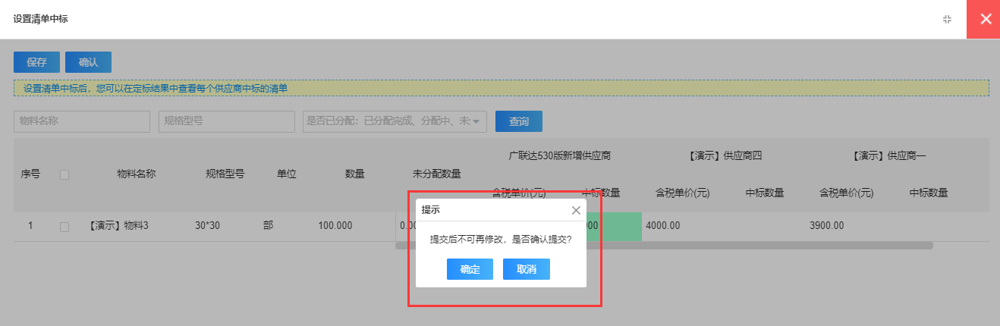 设置清单中标
保存 确认
设置清单中标后，您可以在定标结果中查看每个供应商中标的清单
物料名称 规格型号 是否已分配：已分配完成、分配中、未 查询
广联达530版新增供应商 【演示】供应商四 【演示】供应商一
序号 物料名称 规格型号 单位 数量 未分配数量
含税单价(元) 中标数量 含税单价(元) 中标数量 含税单价(元) 中标数量
1 【演示】物料3 30*30 部 100.000 0.00 000 4000.00 3900.00
提示
提交后不可再修改，是否确认提交?
确定 取消